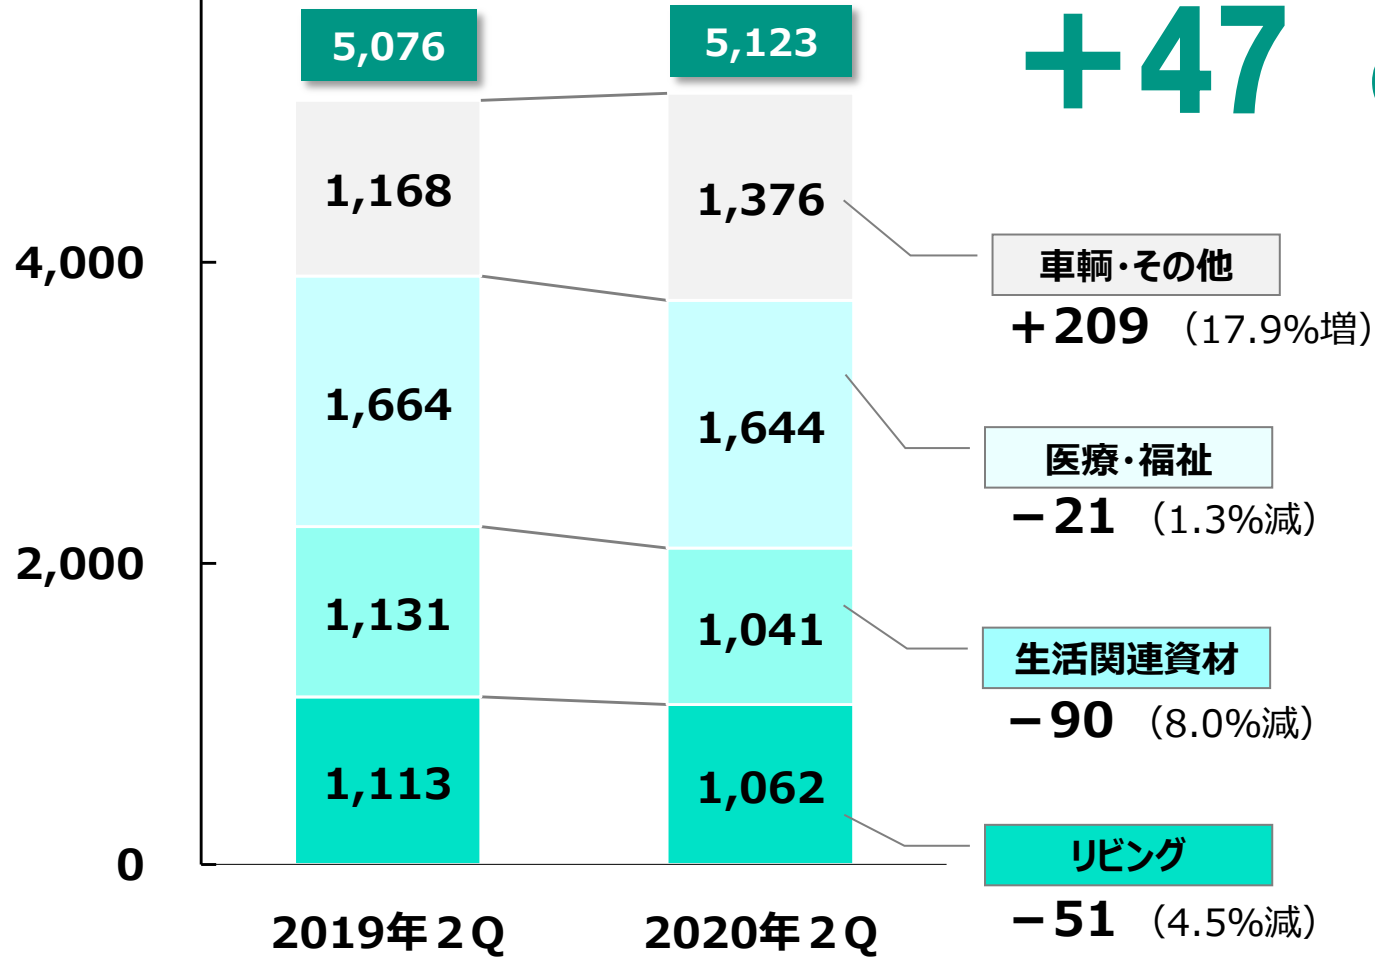 5,076
5,123
+47
1,168
1,376
4,000
車輌・その他
+209 （17.9%増）
1,664
1,644
医療・福祉
−21 （1.3%減）
2,000
1,131
1,041
生活関連資材
−90 （8.0%減）
1,113
1,062
リビング
−51 （4.5%減）
0
2019年２Q
2020年２Q